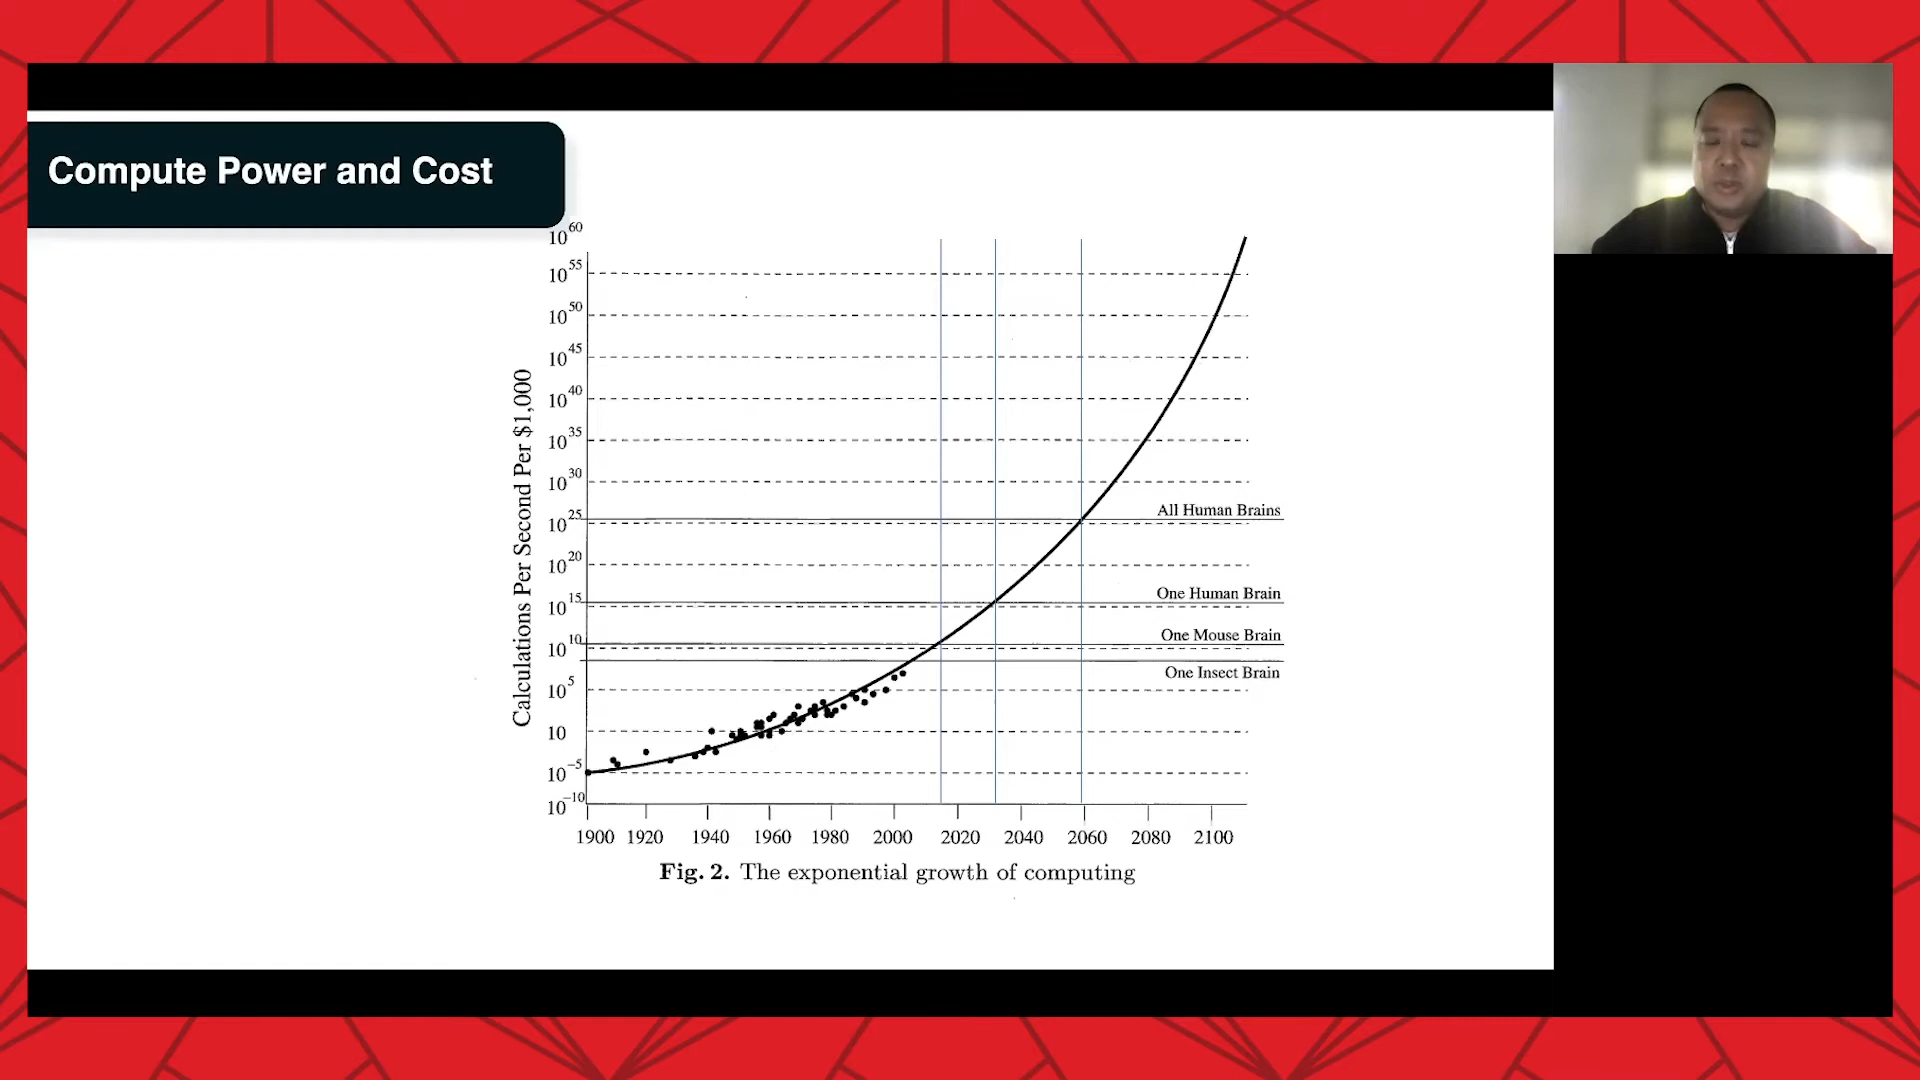 Compute Power and Cost
Calculations Per Second Per $1,000
10^60
10^55
10^50
10^45
10^40
10^35
10^30
10^25
10^20
10^15
10^10
10^5
10
10^−5
10^−10
All Human Brains
One Human Brain
One Mouse Brain
One Insect Brain
1900 1920 1940 1960 1980 2000 2020 2040 2060 2080 2100
Fig. 2. The exponential growth of computing